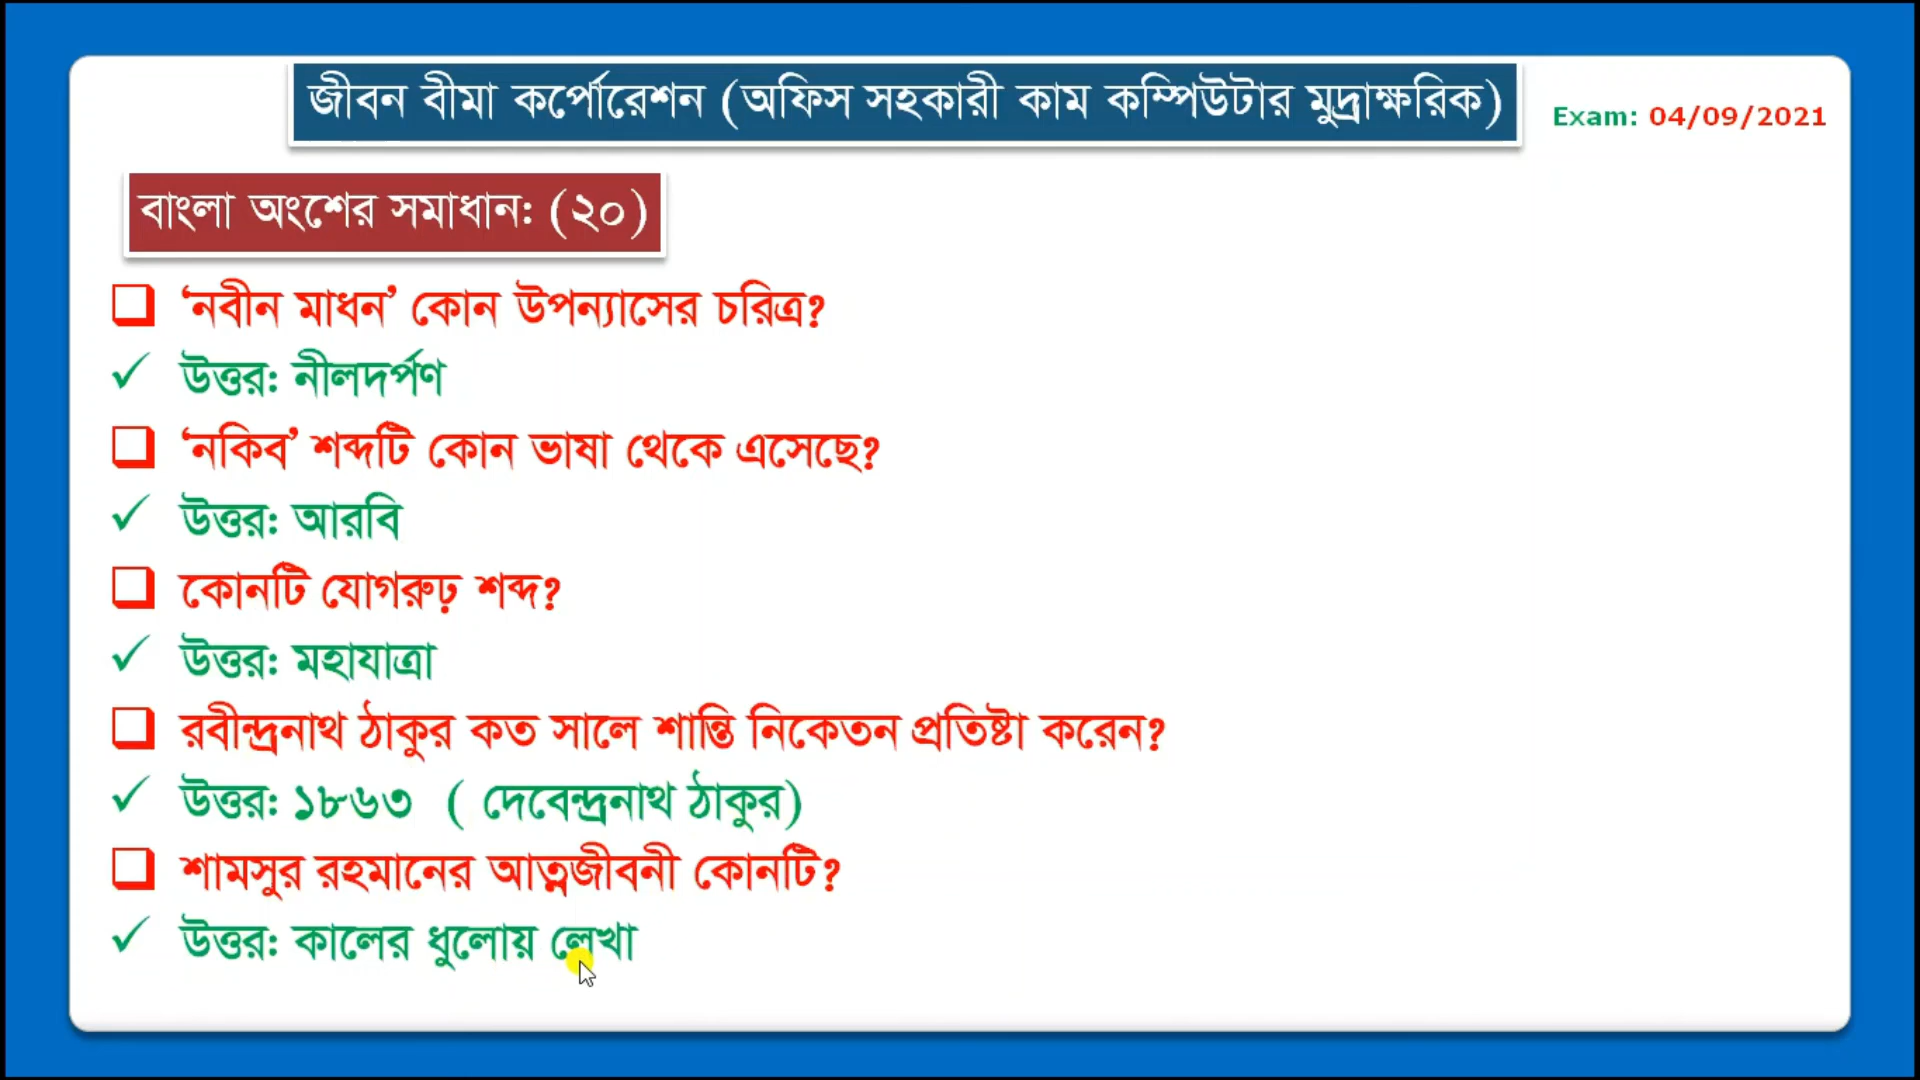 জীবন বীমা কর্পোরেশন (অফিস সহকারী কাম কম্পিউটার মুদ্রাক্ষরিক)
Exam: 04/09/2021
বাংলা অংশের সমাধান: (২০)
‘নবীন মাধন’ কোন উপন্যাসের চরিত্র?
উত্তর: নীলদর্পণ
‘নকিব’ শব্দটি কোন ভাষা থেকে এসেছে?
উত্তর: আরবি
কোনটি যোগরুঢ় শব্দ?
উত্তর: মহাযাত্রা
রবীন্দ্রনাথ ঠাকুর কত সালে শান্তি নিকেতন প্রতিষ্টা করেন?
উত্তর: ১৮৬৩ ( দেবেন্দ্রনাথ ঠাকুর)
শামসুর রহমানের আত্নজীবনী কোনটি?
উত্তর: কালের ধুলোয় লেখা